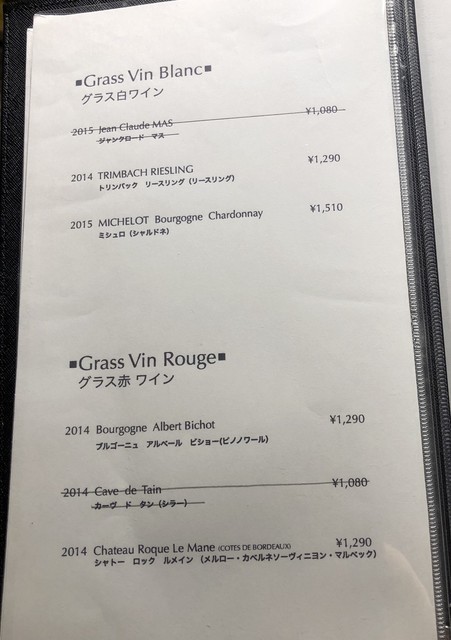 ■Grass Vin Blanc■
グラス白ワイン
2015 Jean Claude MAS ¥1,080
ジャンクロード マス
2014 TRIMBACH RIESLING ¥1,290
トリンバック リースリング（リースリング）
2015 MICHELOT Bourgogne Chardonnay ¥1,510
ミシュロ（シャルドネ）
■Grass Vin Rouge■
グラス赤 ワイン
2014 Bourgogne Albert Bichot ¥1,290
ブルゴーニュ アルベール ビショー(ピノノワール)
2014 Cave de Tain ¥1,080
カーヴ ド タン（シラー）
2014 Chateau Roque Le Mane (COTES DE BORDEAUX) ¥1,290
シャトー ロック ルメイン （メルロー・カベルネソーヴィニヨン・マルベック）